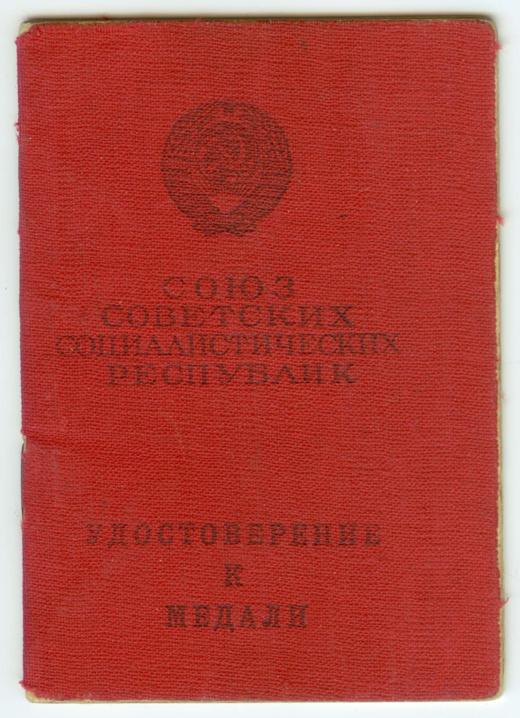 СОЮЗ
СОВЕТСКИХ
СОЦИАЛИСТИЧЕСКИХ
РЕСПУБЛИК
УДОСТОВЕРЕНИЕ
К
МЕДАЛИ